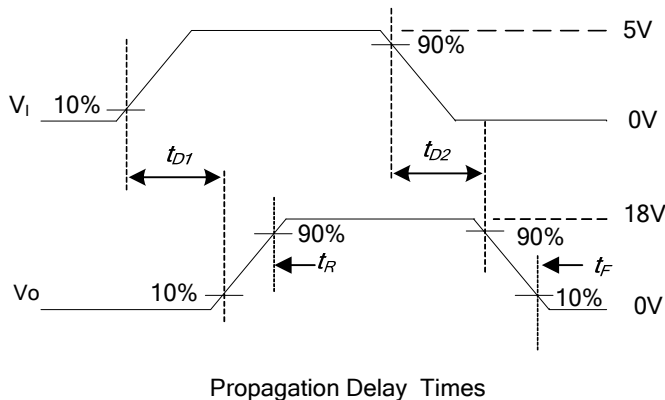 5V
90%
V_I 10%
0V
t_D1
t_D2
18V
90%
90%
t_R
t_F
Vo 10%
10%
0V
Propagation Delay Times